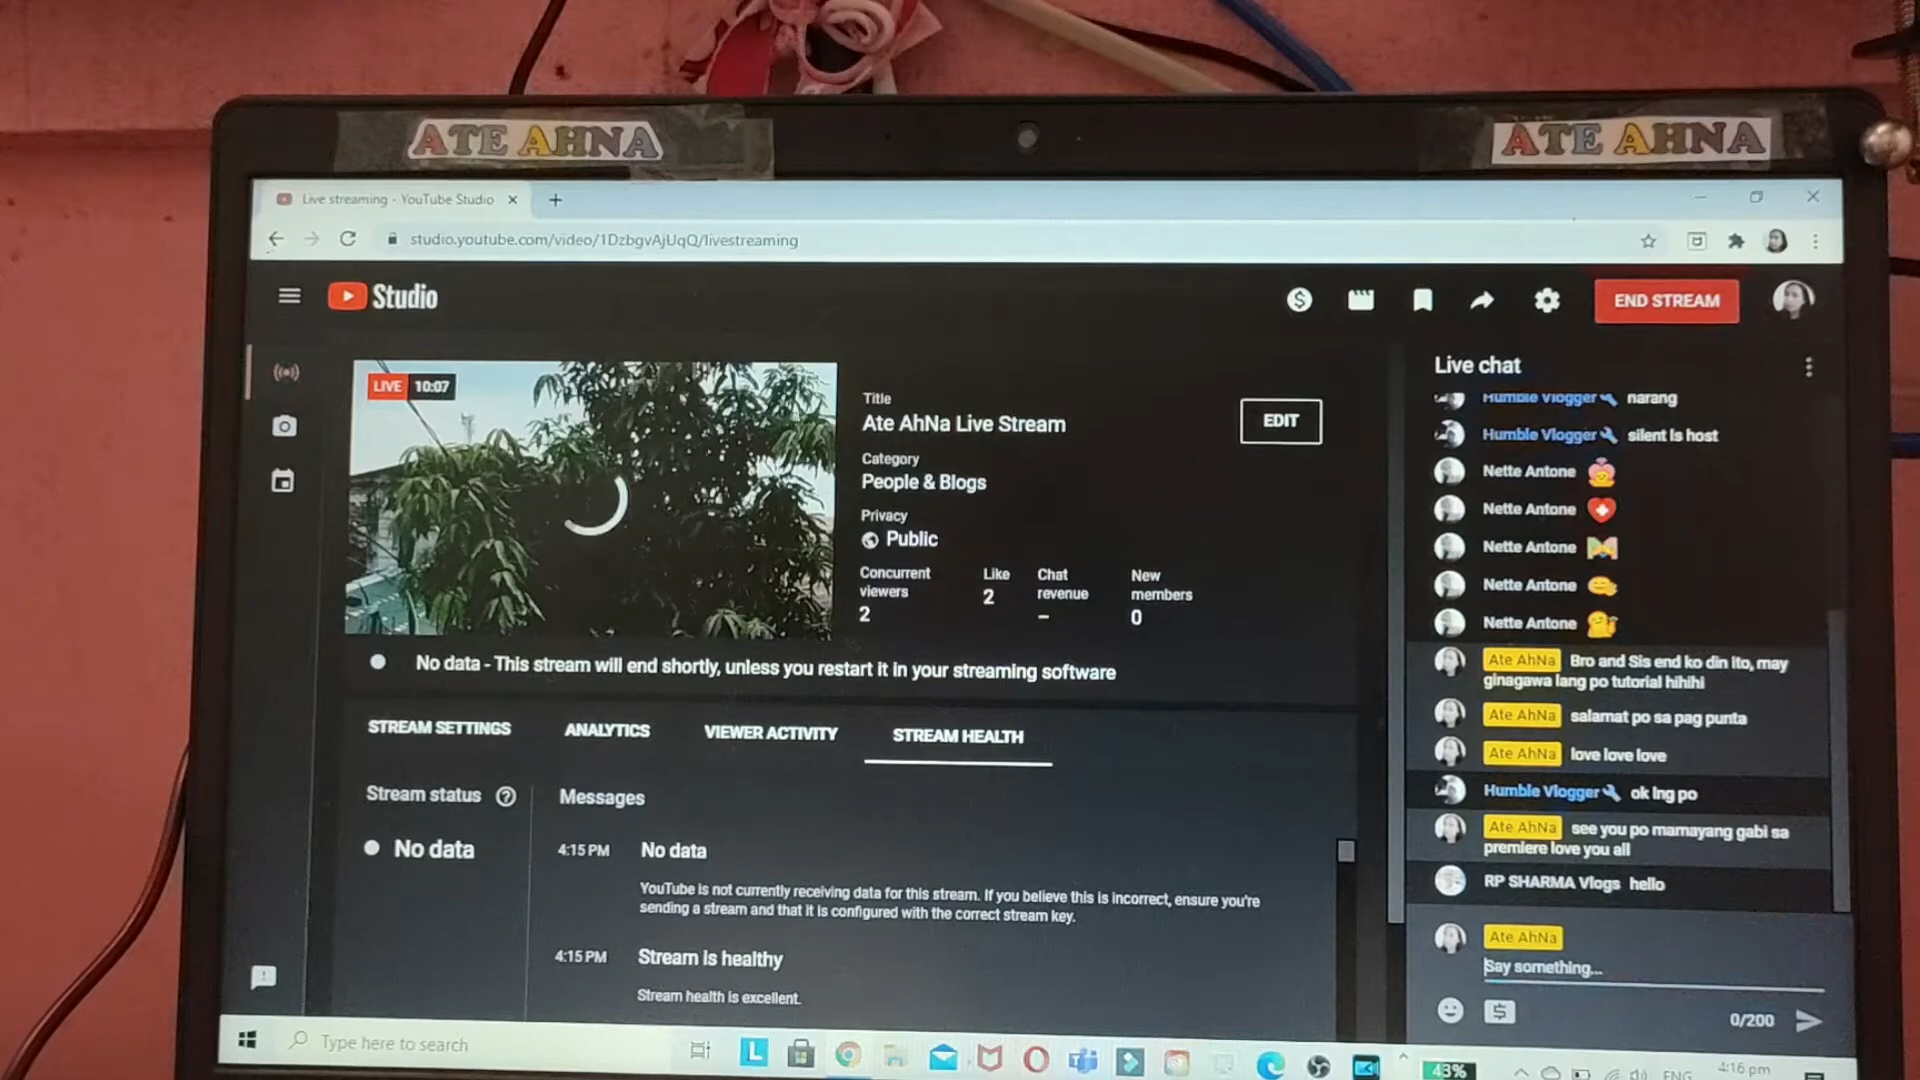 ATE AHNA
ATE AHNA
Live streaming - YouTube Studio
studio.youtube.com/video/1DzbgvAjUqQ/livestreaming
Studio
END STREAM
LIVE 10:07
Title
Ate AhNa Live Stream
EDIT
Category
People & Blogs
Privacy
Public
Concurrent viewers
2
Like
2
Chat revenue
–
New members
0
No data - This stream will end shortly, unless you restart it in your streaming software
STREAM SETTINGS
ANALYTICS
VIEWER ACTIVITY
STREAM HEALTH
Stream status
No data
Messages
4:15 PM No data
YouTube is not currently receiving data for this stream. If you believe this is incorrect, ensure you're
sending a stream and that it is configured with the correct stream key.
4:15 PM Stream is healthy
Stream health is excellent.
Live chat
Humble Vlogger narang
Humble Vlogger silent ls host
Nette Antone
Nette Antone
Nette Antone
Nette Antone
Nette Antone
Ate AhNa Bro and Sis end ko din ito, may
ginagawa lang po tutorial hihihi
Ate AhNa salamat po sa pag punta
Ate AhNa love love love
Humble Vlogger ok lng po
Ate AhNa see you po mamayang gabi sa
premiere love you all
RP SHARMA Vlogs hello
Ate AhNa
Say something...
0/200
Type here to search
L
43%
ENG
4:16 pm